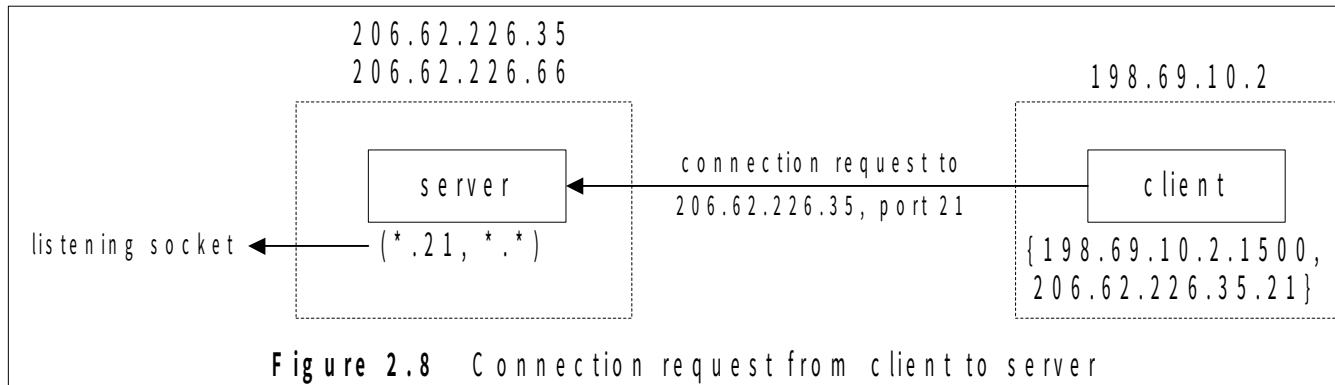 206.62.226.35
206.62.226.66
198.69.10.2
server
connection request to
206.62.226.35, port 21
client
listening socket
(*.21, *.*)
{198.69.10.2.1500,
206.62.226.35.21}
Figure 2.8 Connection request from client to server